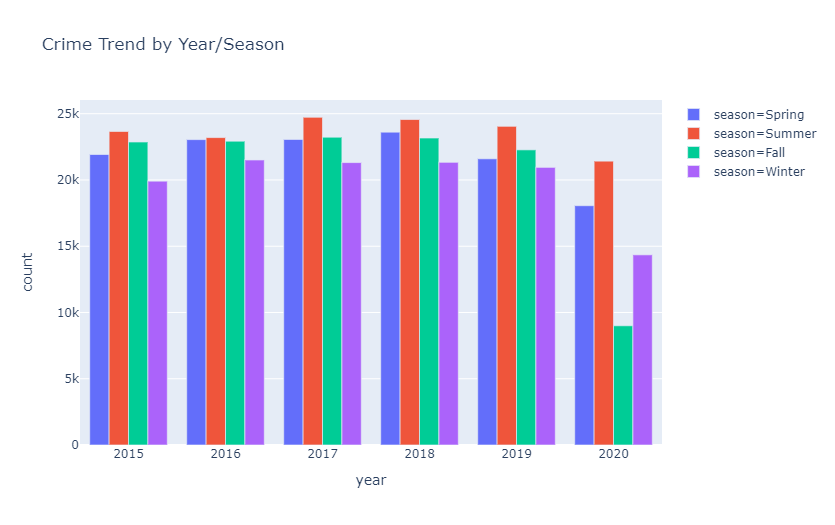 Crime Trend by Year/Season
25k
20k
15k
10k
5k
0
count
2015
2016
2017
2018
2019
2020
year
season=Spring
season=Summer
season=Fall
season=Winter